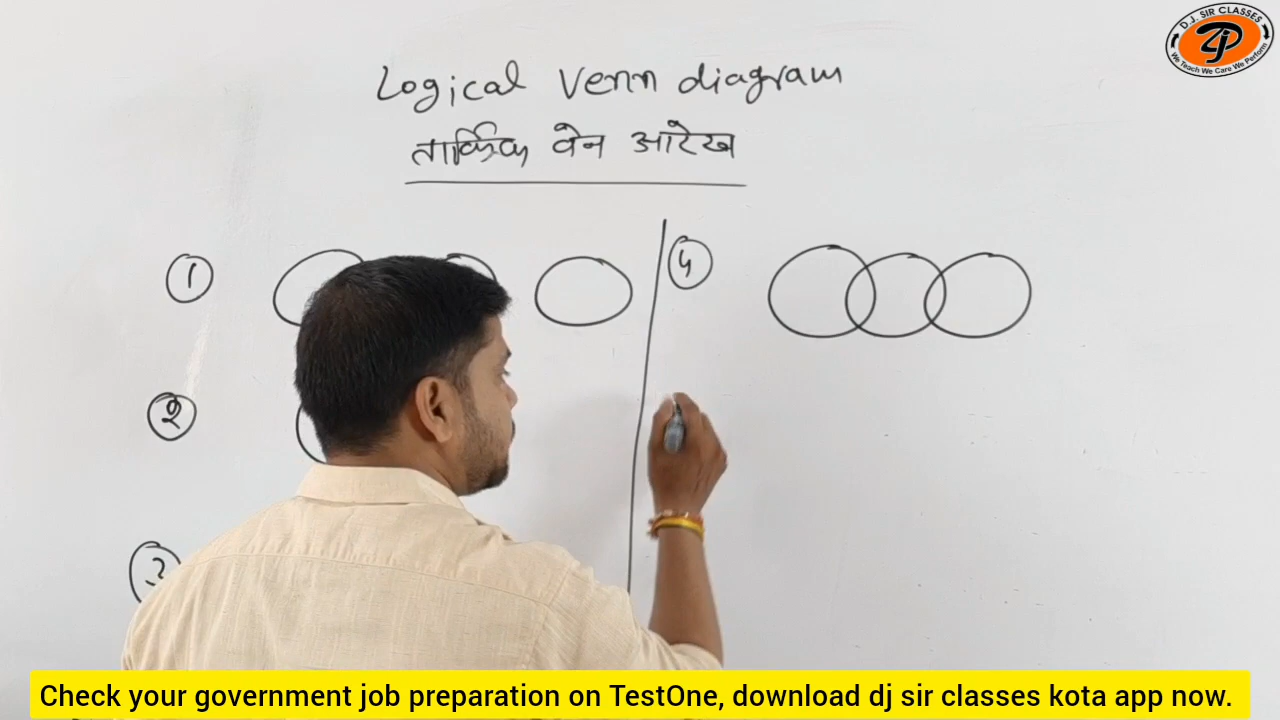 D.J. SIR CLASSES
We Teach We Care We Perform
Logical Venn diagram
तार्किक वेन आरेख
1
4
2
3
Check your government job preparation on TestOne, download dj sir classes kota app now.